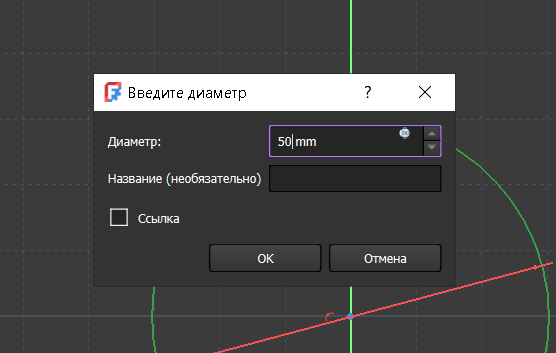 Введите диаметр ?
Диаметр: 50 mm
Название (необязательно)
Ссылка
OK Отмена